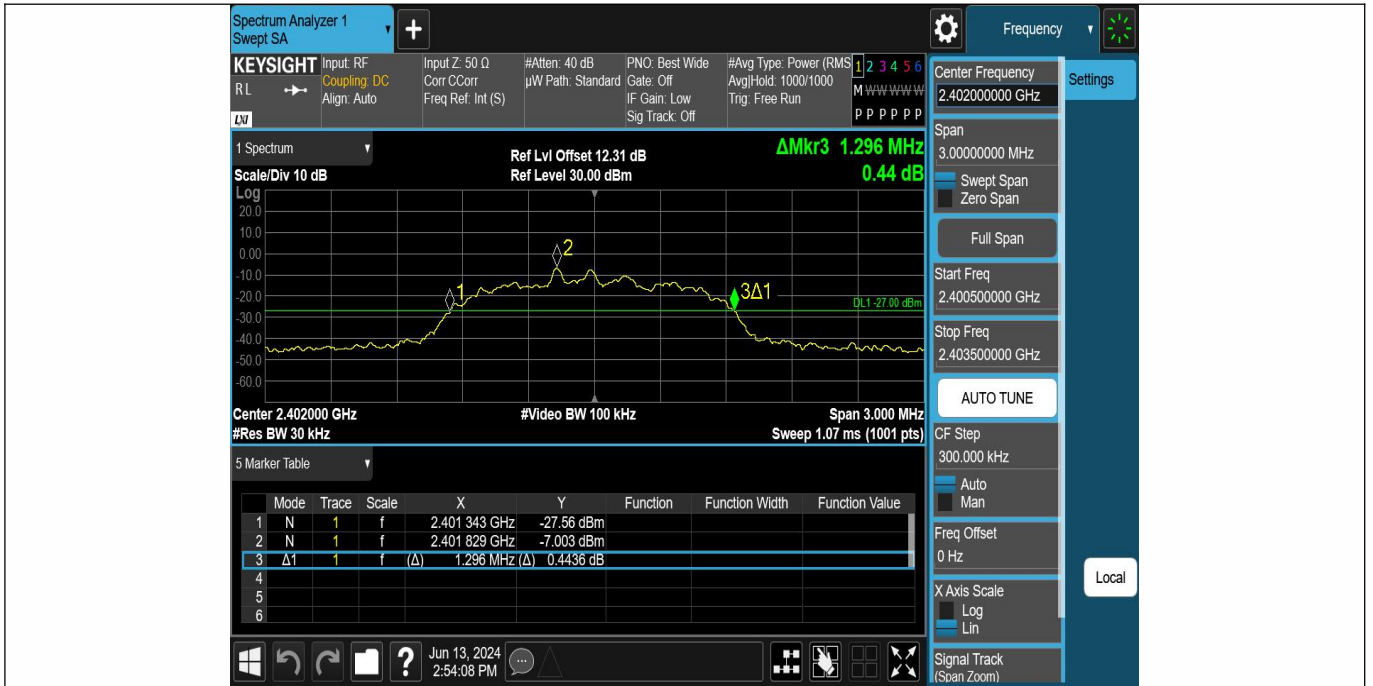 Spectrum Analyzer 1
Swept SA
+
Frequency
KEYSIGHT
RL
LXI
Input: RF
Coupling: DC
Align: Auto
Input Z: 50 Ω
Corr CCorr
Freq Ref: Int (S)
#Atten: 40 dB
µW Path: Standard
PNO: Best Wide
Gate: Off
IF Gain: Low
Sig Track: Off
#Avg Type: Power (RMS
Avg|Hold: 1000/1000
Trig: Free Run
1 2 3 4 5 6
M W W W W W
P P P P P P
1 Spectrum
Scale/Div 10 dB
Ref Lvl Offset 12.31 dB
Ref Level 30.00 dBm
ΔMkr3 1.296 MHz
0.44 dB
Log
20.0
10.0
0.00
-10.0
-20.0
-30.0
-40.0
-50.0
-60.0
1
2
3Δ1
DL1 -27.00 dBm
Center 2.402000 GHz
#Video BW 100 kHz
Span 3.000 MHz
#Res BW 30 kHz
Sweep 1.07 ms (1001 pts)
5 Marker Table
Mode Trace Scale X Y Function Function Width Function Value
1 N 1 f 2.401 343 GHz -27.56 dBm
2 N 1 f 2.401 829 GHz -7.003 dBm
3 Δ1 1 f (Δ) 1.296 MHz (Δ) 0.4436 dB
4
5
6
?
Jun 13, 2024
2:54:08 PM
Center Frequency
2.402000000 GHz
Settings
Span
3.00000000 MHz
Swept Span
Zero Span
Full Span
Start Freq
2.400500000 GHz
Stop Freq
2.403500000 GHz
AUTO TUNE
CF Step
300.000 kHz
Auto
Man
Freq Offset
0 Hz
X Axis Scale
Log
Lin
Signal Track
(Span Zoom)
Local